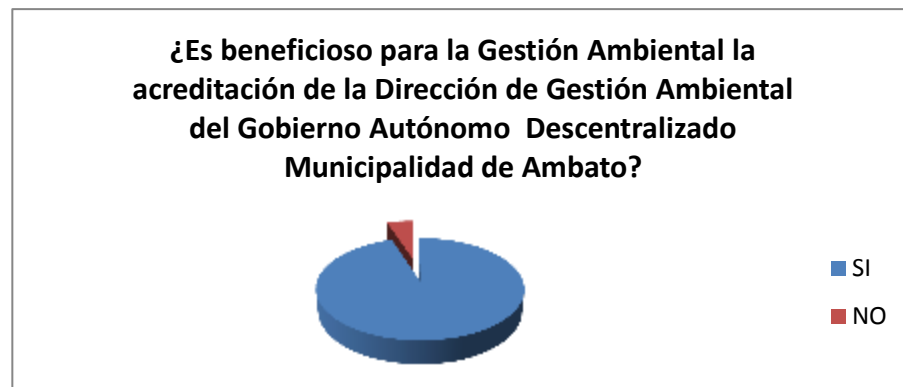 ¿Es beneficioso para la Gestión Ambiental la
acreditación de la Dirección de Gestión Ambiental
del Gobierno Autónomo  Descentralizado
Municipalidad de Ambato?
SI
NO